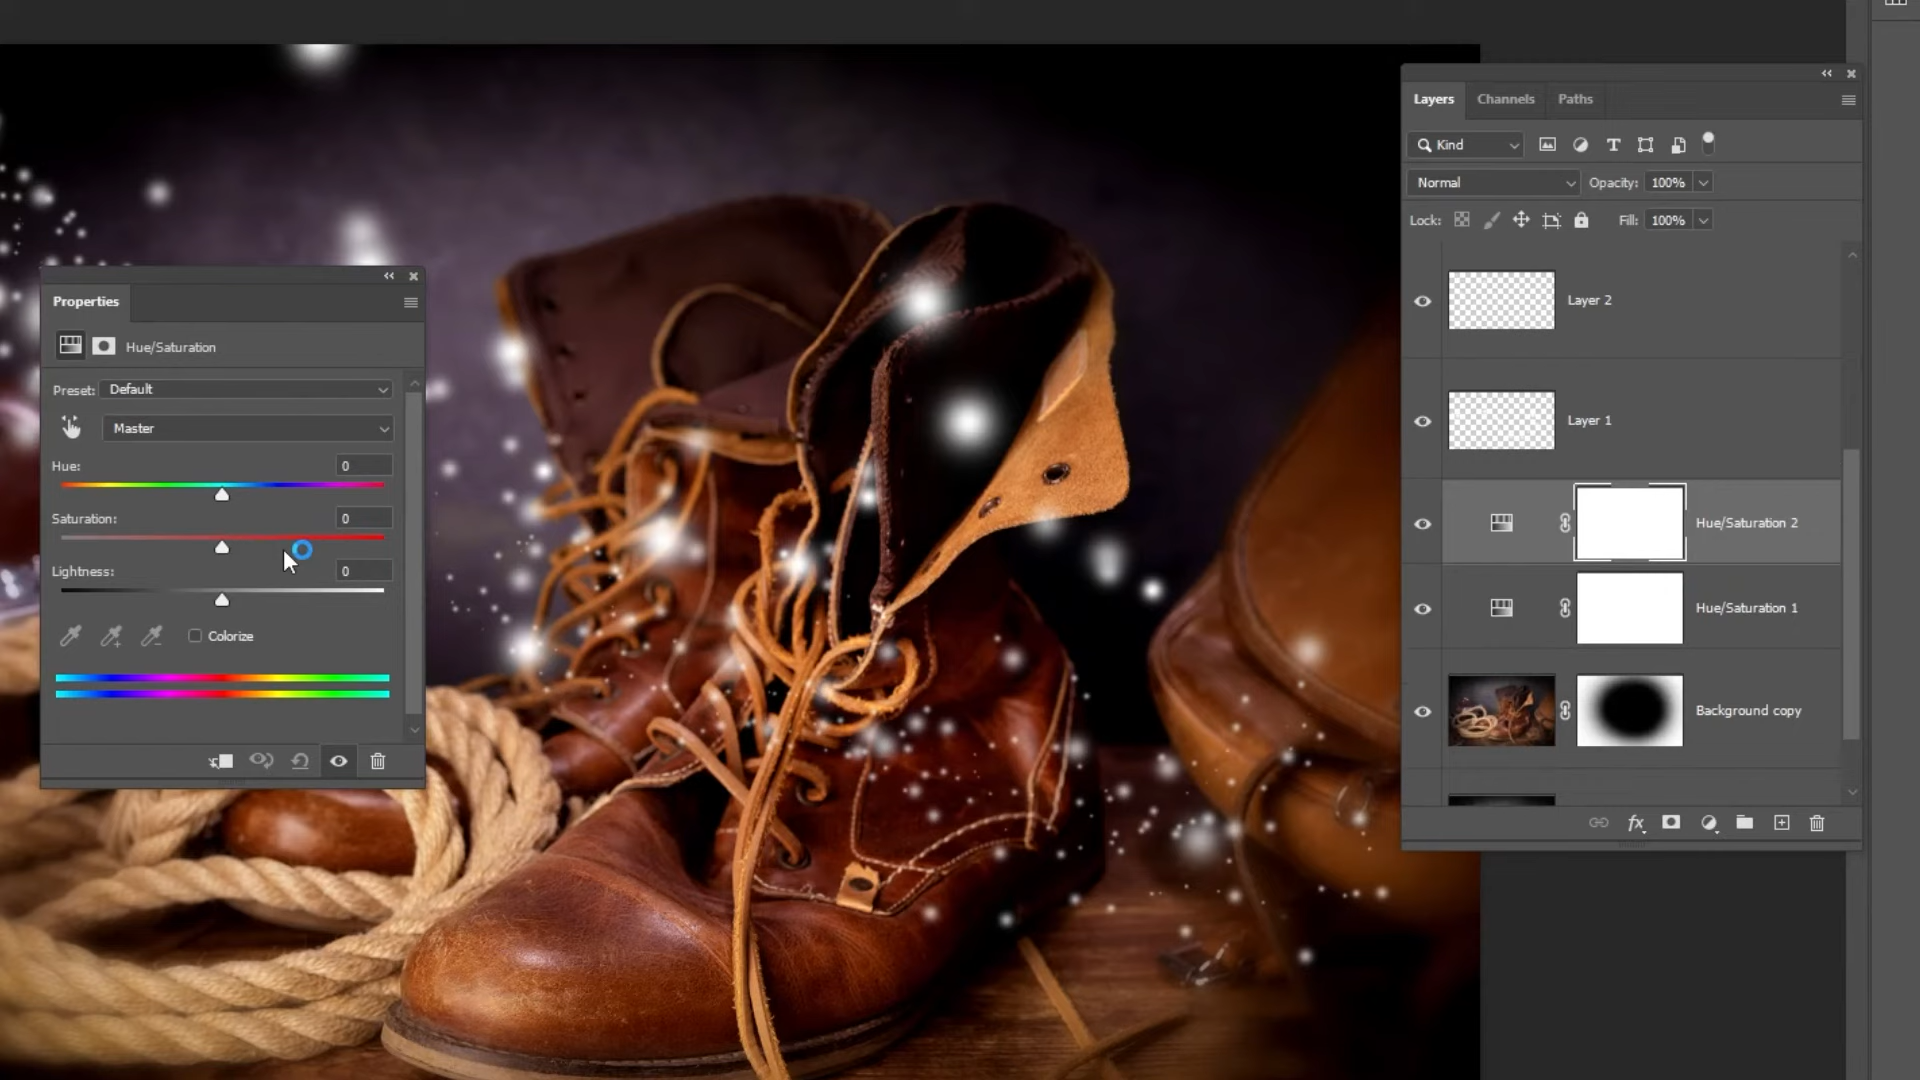 Properties
Hue/Saturation
Preset: Default
Master
Hue: 0
Saturation: 0
Lightness: 0
Colorize
Layers Channels Paths
Kind
Normal Opacity: 100%
Lock: Fill: 100%
Layer 2
Layer 1
Hue/Saturation 2
Hue/Saturation 1
Background copy
fx